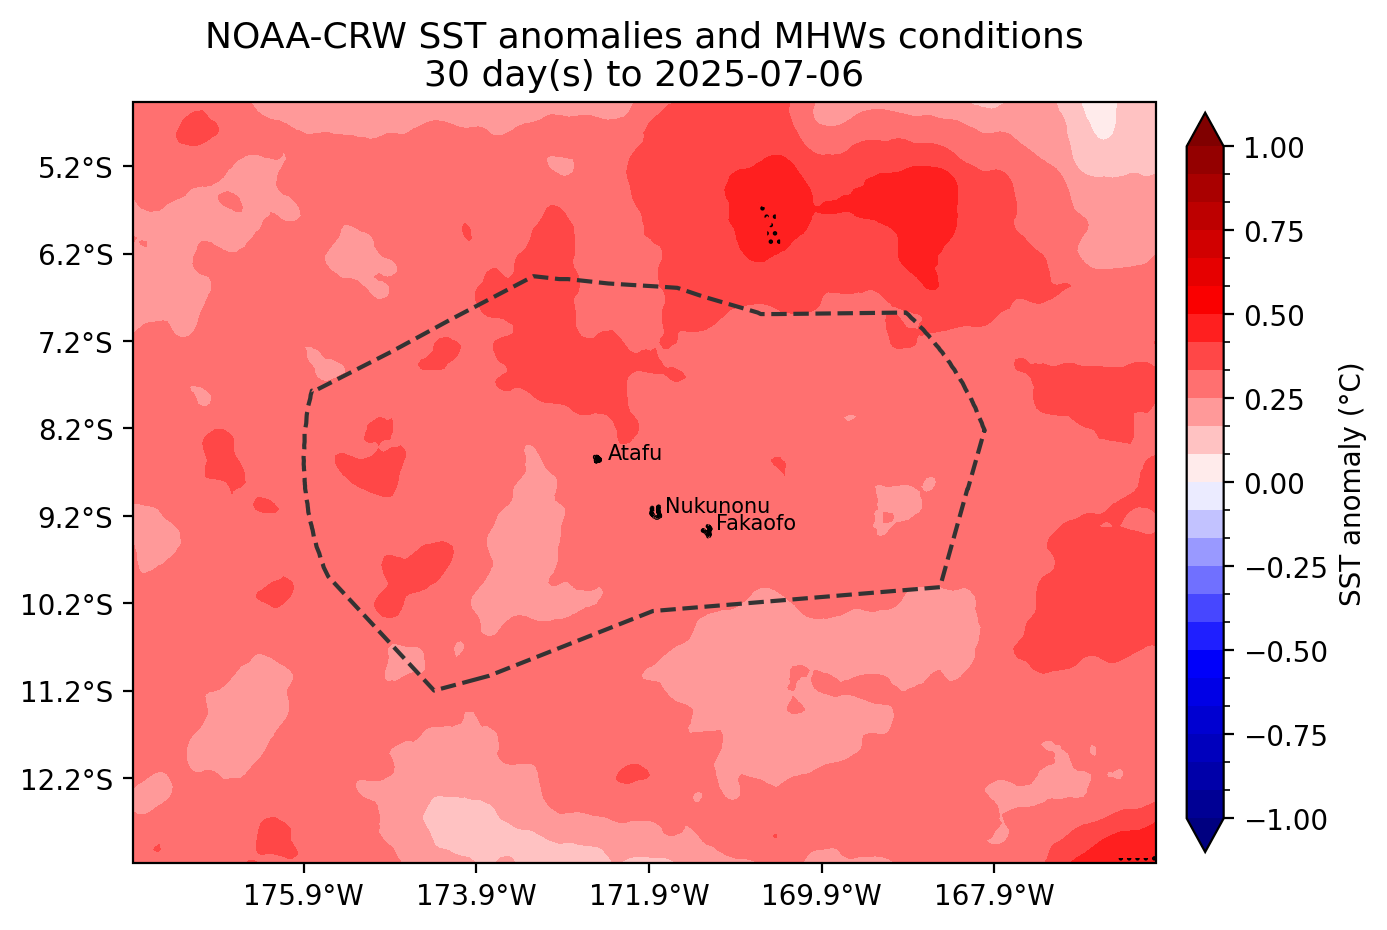 NOAA-CRW SST anomalies and MHWs conditions
30 day(s) to 2025-07-06
5.2°S
6.2°S
7.2°S
8.2°S
9.2°S
10.2°S
11.2°S
12.2°S
175.9°W
173.9°W
171.9°W
169.9°W
167.9°W
Atafu
Nukunonu
Fakaofo
1.00
0.75
0.50
0.25
0.00
−0.25
−0.50
−0.75
−1.00
SST anomaly (°C)